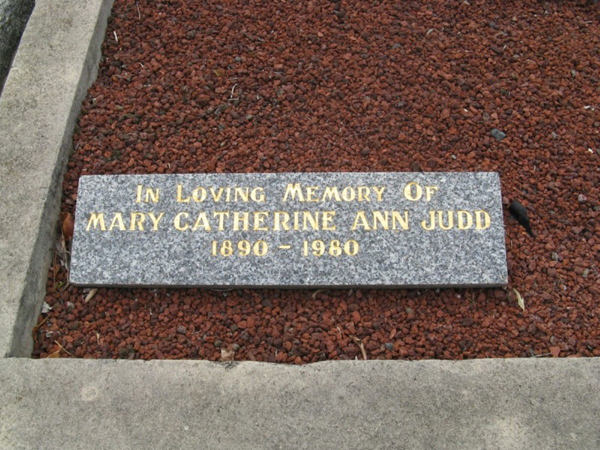 In Loving Memory Of
MARY CATHERINE ANN JUDD
1890 - 1980